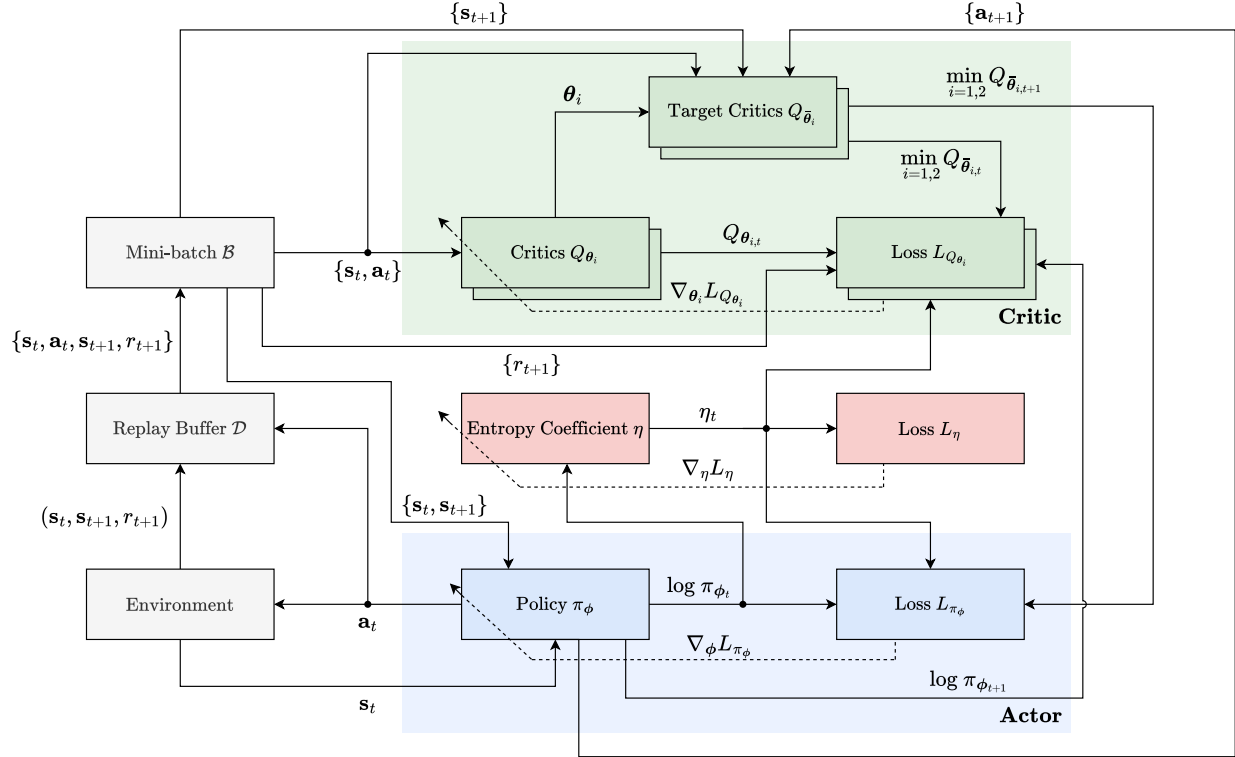 {s_{t+1}}
{a_{t+1}}
θ_i
Target Critics Q_{θ̄_i}
min_{i=1,2} Q_{θ̄_{i,t+1}}
min_{i=1,2} Q_{θ̄_{i,t}}
Mini-batch ℬ
{s_t, a_t}
Critics Q_{θ_i}
Q_{θ_{i,t}}
Loss L_{Q_{θ_i}}
∇_{θ_i} L_{Q_{θ_i}}
Critic
{s_t, a_t, s_{t+1}, r_{t+1}}
{r_{t+1}}
Replay Buffer 𝒟
Entropy Coefficient η
η_t
Loss L_η
∇_η L_η
(s_t, s_{t+1}, r_{t+1})
{s_t, s_{t+1}}
Environment
a_t
Policy π_ϕ
log π_{ϕ_t}
Loss L_{π_ϕ}
∇_ϕ L_{π_ϕ}
s_t
log π_{ϕ_{t+1}}
Actor